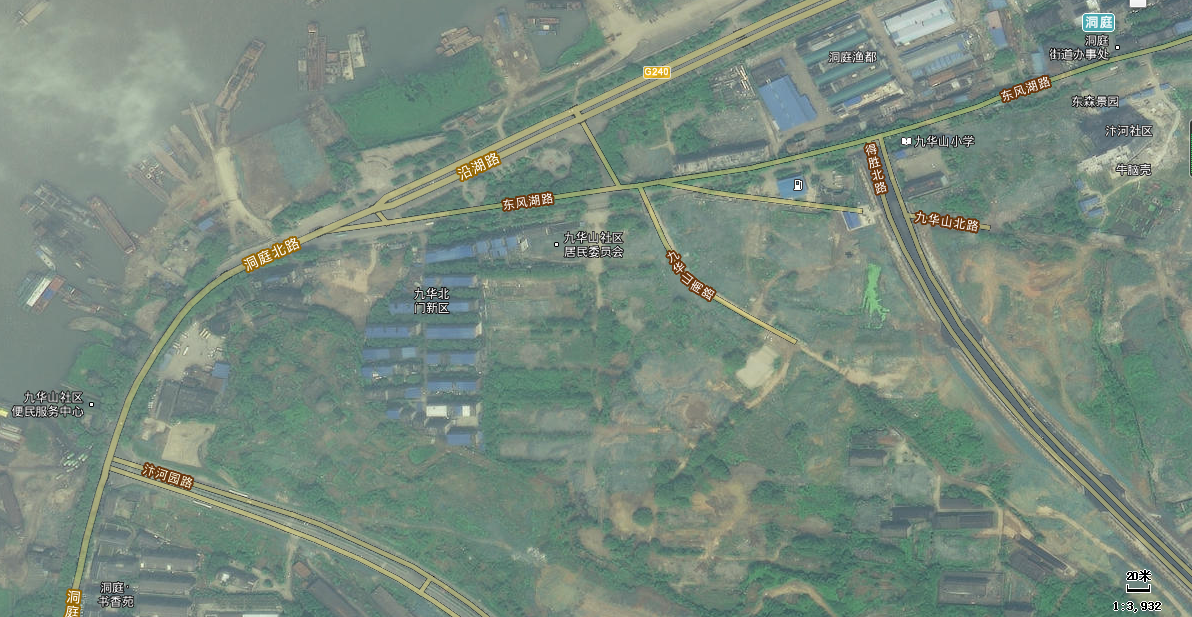 洞庭
洞庭
街道办事处
G240
洞庭渔都
东风湖路
东森景园
汴河社区
九华山小学
牛脑壳
得胜北路
沿湖路
东风湖路
九华山北路
洞庭北路
九华山社区
居民委员会
九华山南路
九华北
门新区
九华山社区
便民服务中心
汴河园路
洞庭·
书香苑
洞庭
20米
1:3,932